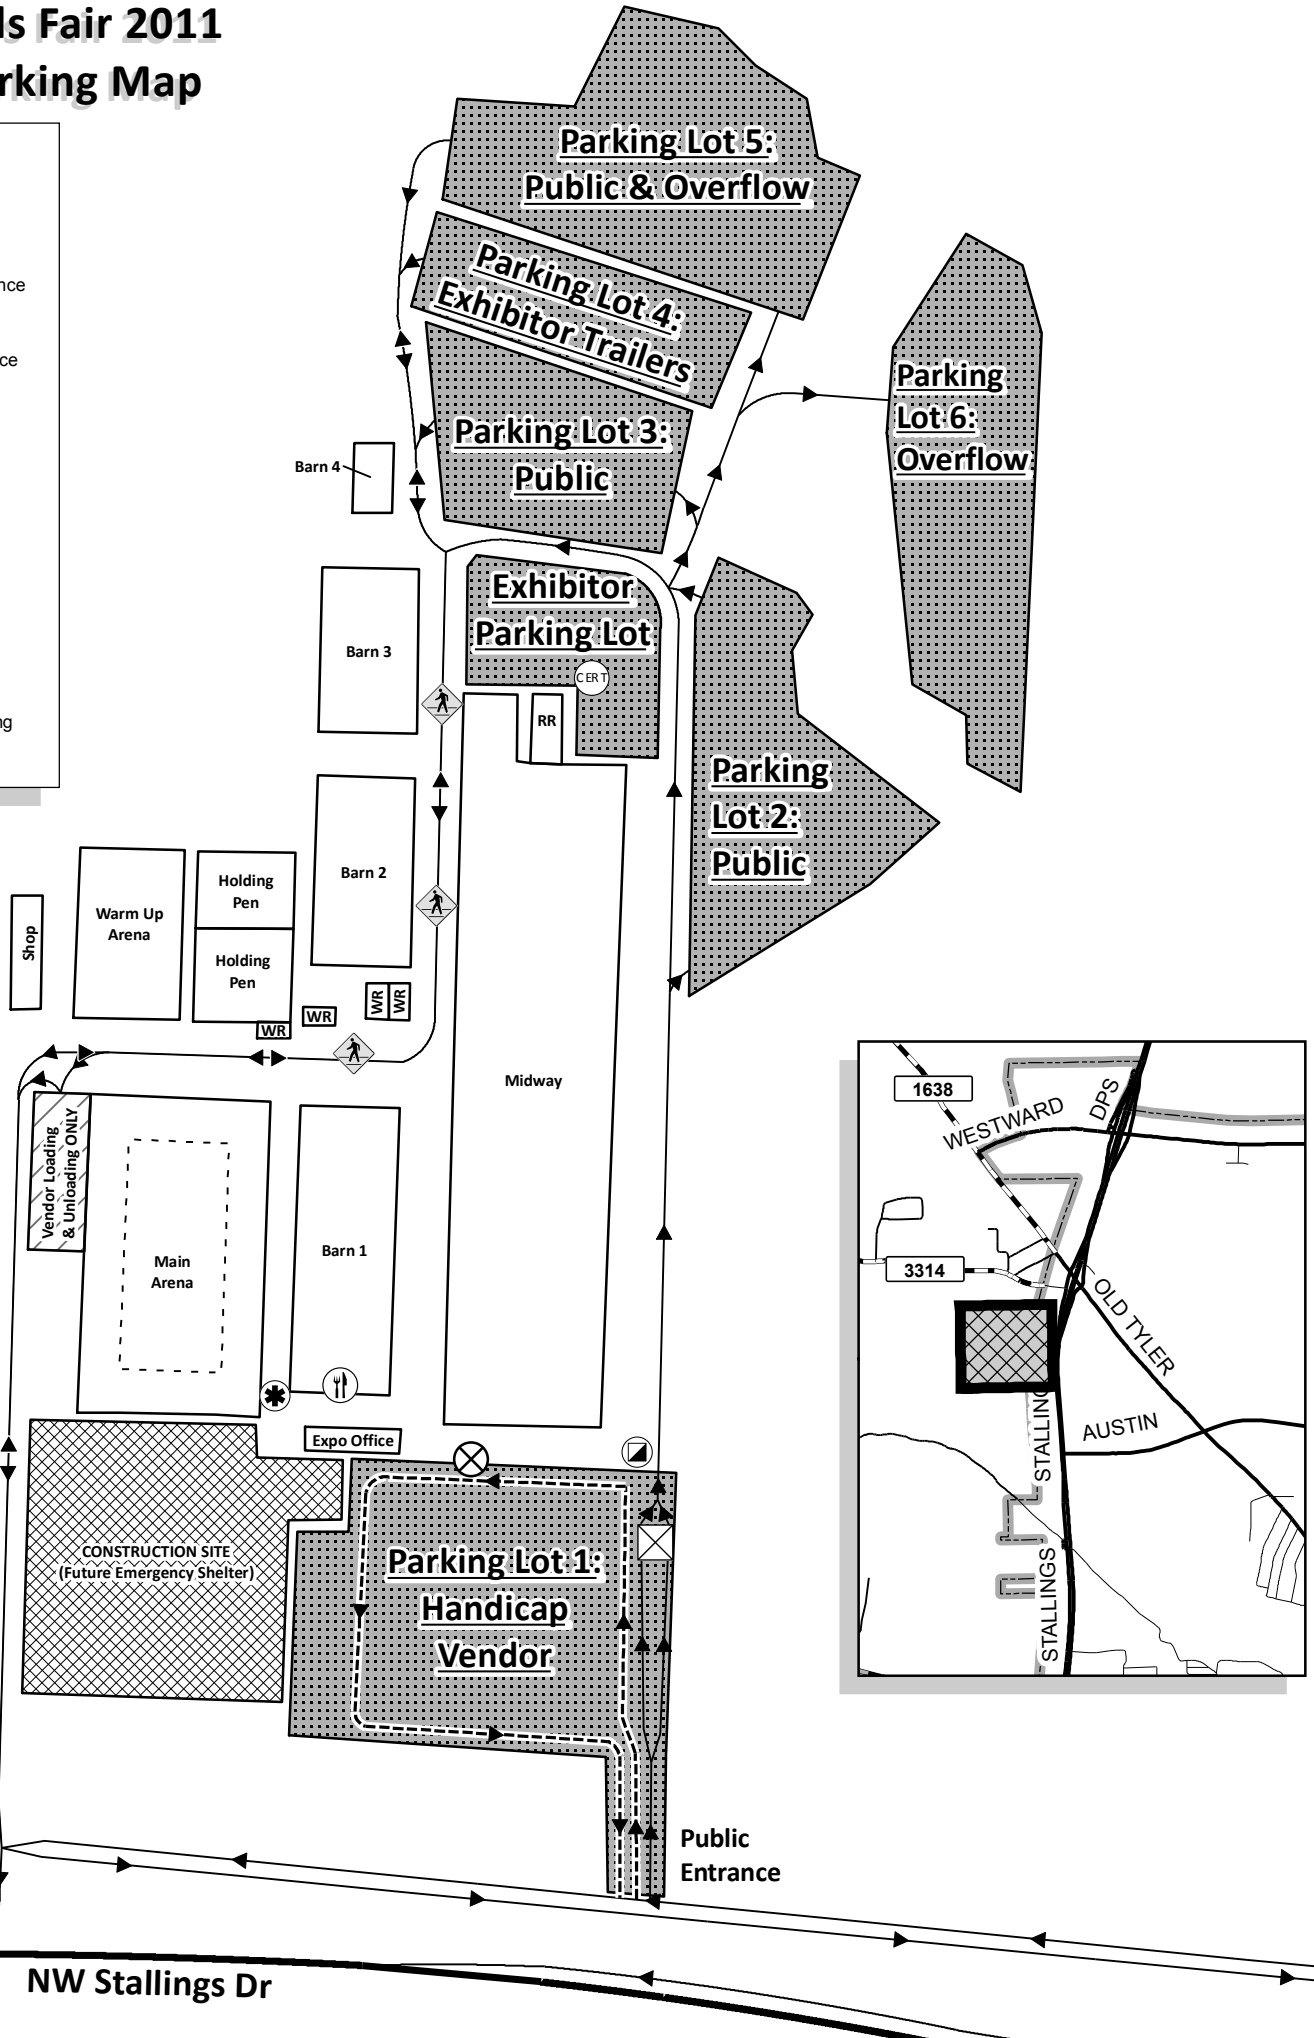 ds Fair 2011
rking Map
nce
ce
ng
Parking Lot 5:
Public & Overflow
Parking Lot 4:
Exhibitor Trailers
Parking Lot 3:
Public
Parking
Lot 6:
Overflow
Barn 4
Exhibitor
Parking Lot
CERT
RR
Barn 3
Parking
Lot 2:
Public
Barn 2
Holding
Pen
Holding
Pen
Warm Up
Arena
Shop
WR
WR
WR
WR
Midway
Vendor Loading
& Unloading ONLY
Main
Arena
Barn 1
Expo Office
CONSTRUCTION SITE
(Future Emergency Shelter)
Parking Lot 1:
Handicap
Vendor
Public
Entrance
NW Stallings Dr
1638
WESTWARD
DPS
3314
OLD TYLER
STALLING
AUSTIN
STALLINGS